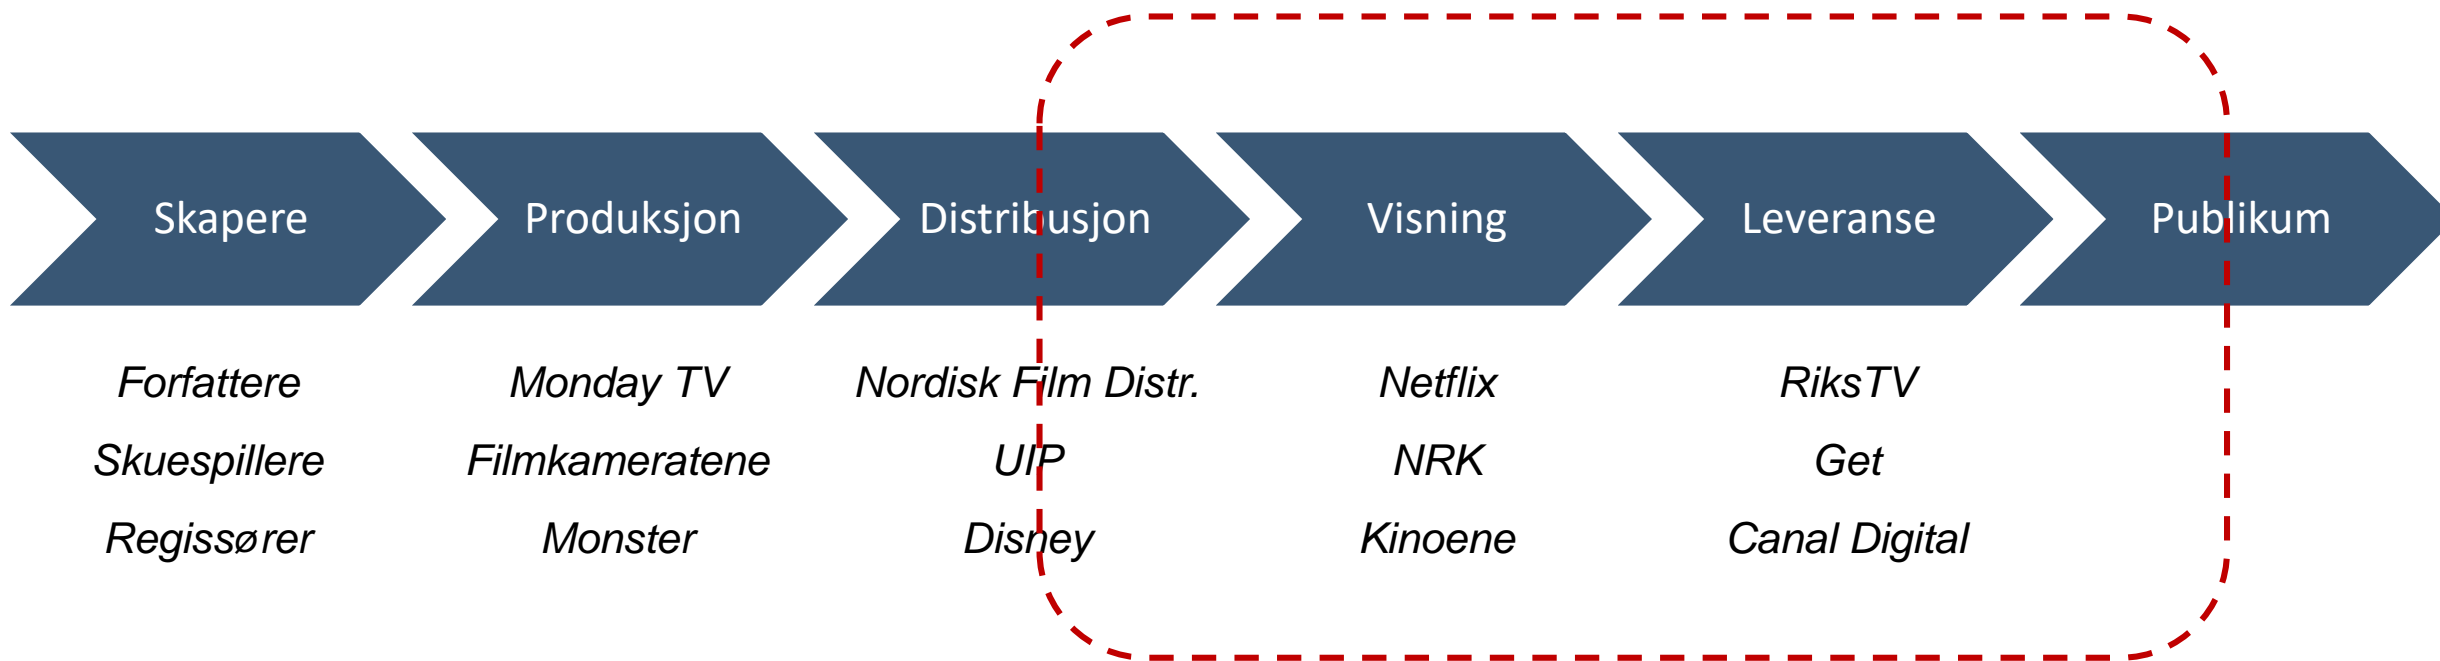 Skapere
Produksjon
Distribusjon
Visning
Leveranse
Publikum
Forfattere
Monday TV
Nordisk Film Distr.
Netflix
RiksTV
Skuespillere
Filmkameratene
UIP
NRK
Get
Regissører
Monster
Disney
Kinoene
Canal Digital